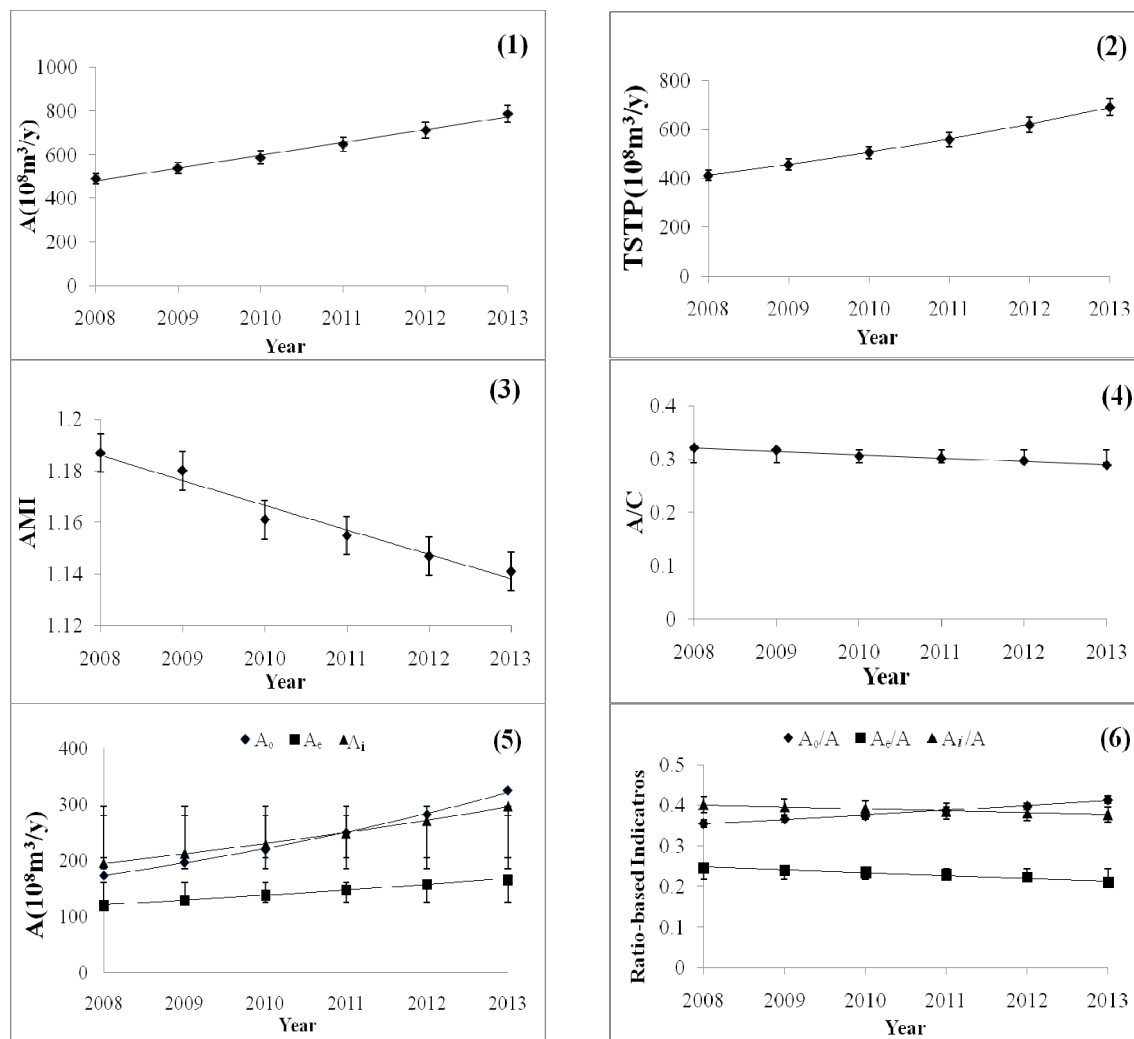 (1)
A(10⁸m³/y)
1000
800
600
400
200
0
2008 2009 2010 2011 2012 2013
Year
(2)
TSTP(10⁸m³/y)
800
600
400
200
0
2008 2009 2010 2011 2012 2013
Year
(3)
AMI
1.2
1.18
1.16
1.14
1.12
2008 2009 2010 2011 2012 2013
Year
(4)
A/C
0.4
0.3
0.2
0.1
0
2008 2009 2010 2011 2012 2013
Year
(5)
Aₒ Aₑ Aᵢ
A(10⁸m³/y)
400
300
200
100
0
2008 2009 2010 2011 2012 2013
Year
(6)
Aₒ/A Aₑ/A Aᵢ/A
Ratio-based Indicatros
0.5
0.4
0.3
0.2
0.1
0
2008 2009 2010 2011 2012 2013
Year